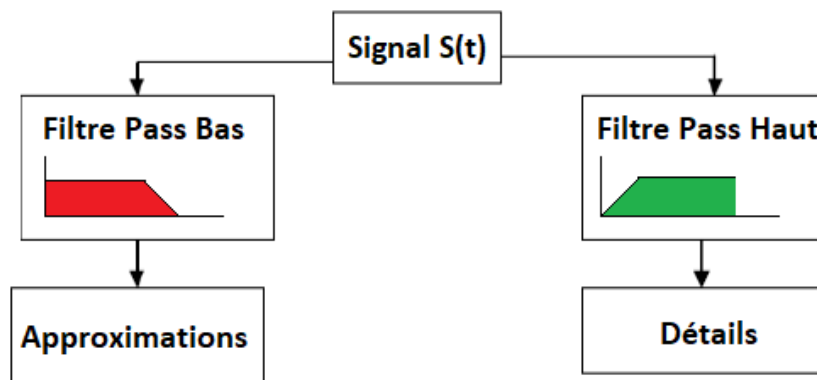 Signal S(t)
Filtre Pass Bas
Filtre Pass Haut
Approximations
Détails